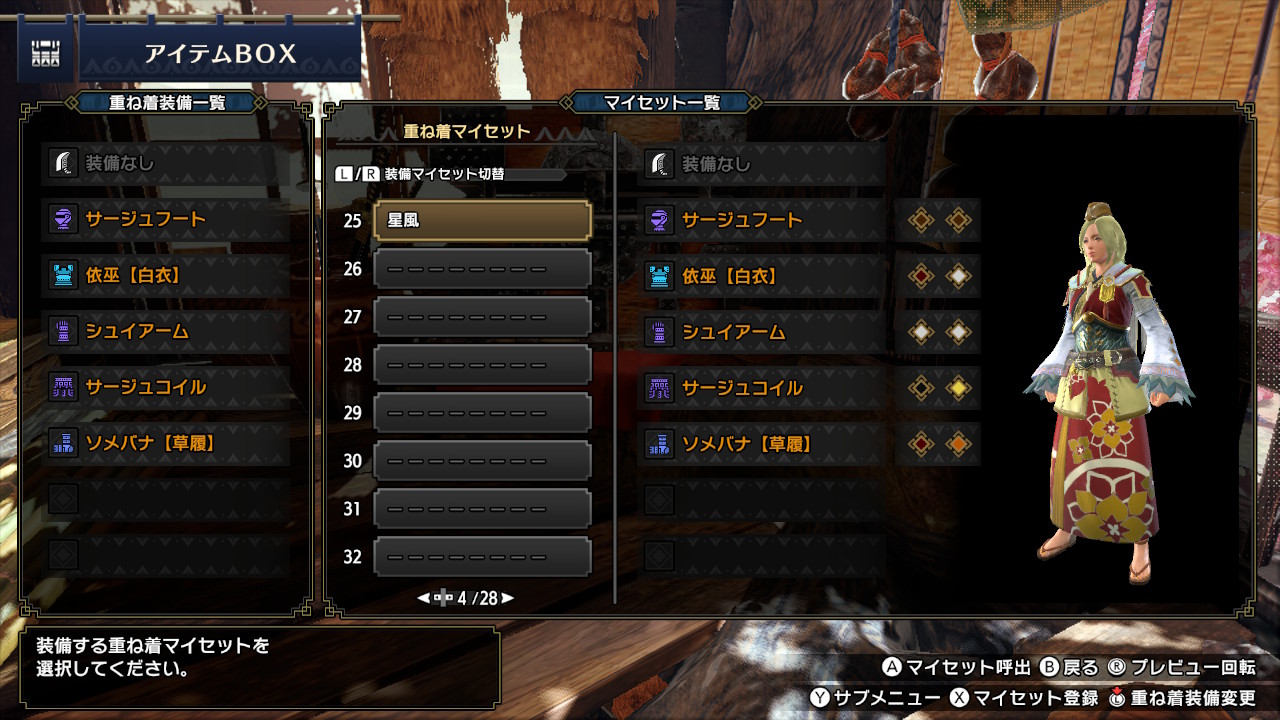 アイテムBOX
重ね着装備一覧
装備なし
サージュフート
依巫【白衣】
シュイアーム
サージュコイル
ソメバナ【草履】
マイセット一覧
重ね着マイセット
L/R 装備マイセット切替
25 星風
26 --------
27 --------
28 --------
29 --------
30 --------
31 --------
32 --------
4/28
装備なし
サージュフート
依巫【白衣】
シュイアーム
サージュコイル
ソメバナ【草履】
装備する重ね着マイセットを
選択してください。
A マイセット呼出 B 戻る R プレビュー回転
Y サブメニュー X マイセット登録 L 重ね着装備変更